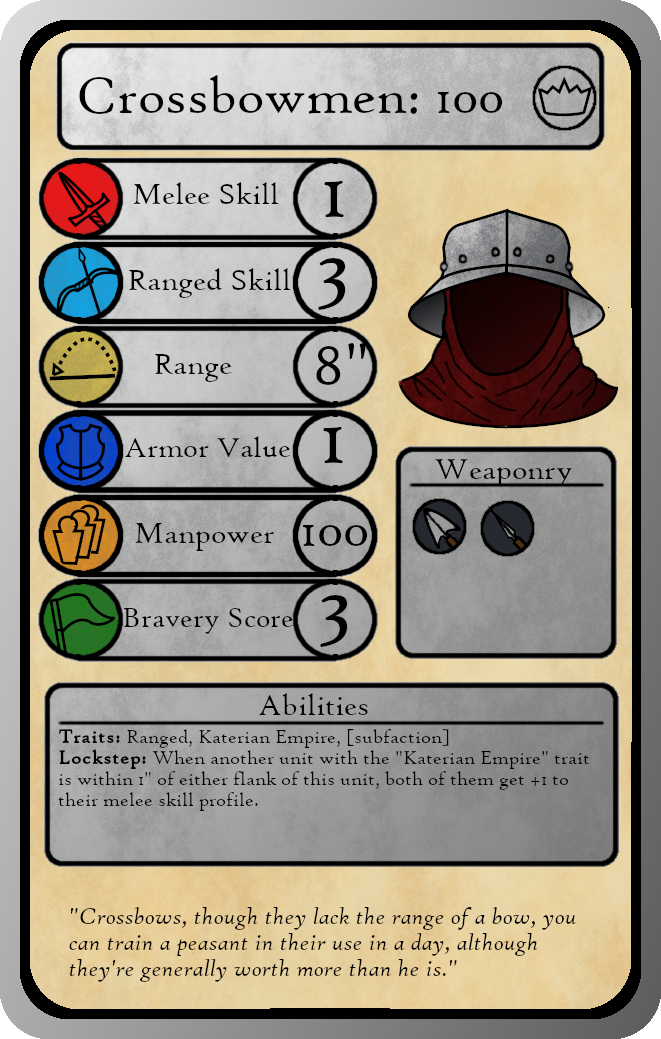 Crossbowmen: 100
Melee Skill 1
Ranged Skill 3
Range 8"
Armor Value 1
Manpower 100
Bravery Score 3
Weaponry
Abilities
Traits: Ranged, Katerian Empire, [subfaction]
Lockstep: When another unit with the "Katerian Empire" trait
is within 1" of either flank of this unit, both of them get +1 to
their melee skill profile.
"Crossbows, though they lack the range of a bow, you
can train a peasant in their use in a day, although
they're generally worth more than he is."